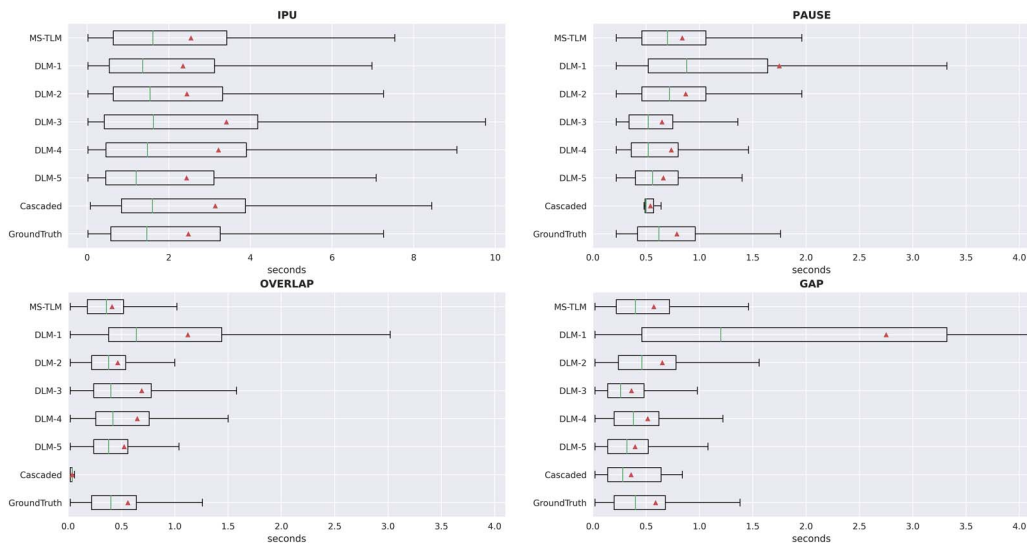 IPU
MS-TLM
DLM-1
DLM-2
DLM-3
DLM-4
DLM-5
Cascaded
GroundTruth
0 2 4 6 8 10
seconds
PAUSE
MS-TLM
DLM-1
DLM-2
DLM-3
DLM-4
DLM-5
Cascaded
GroundTruth
0.0 0.5 1.0 1.5 2.0 2.5 3.0 3.5 4.0
seconds
OVERLAP
MS-TLM
DLM-1
DLM-2
DLM-3
DLM-4
DLM-5
Cascaded
GroundTruth
0.0 0.5 1.0 1.5 2.0 2.5 3.0 3.5 4.0
seconds
GAP
MS-TLM
DLM-1
DLM-2
DLM-3
DLM-4
DLM-5
Cascaded
GroundTruth
0.0 0.5 1.0 1.5 2.0 2.5 3.0 3.5 4.0
seconds